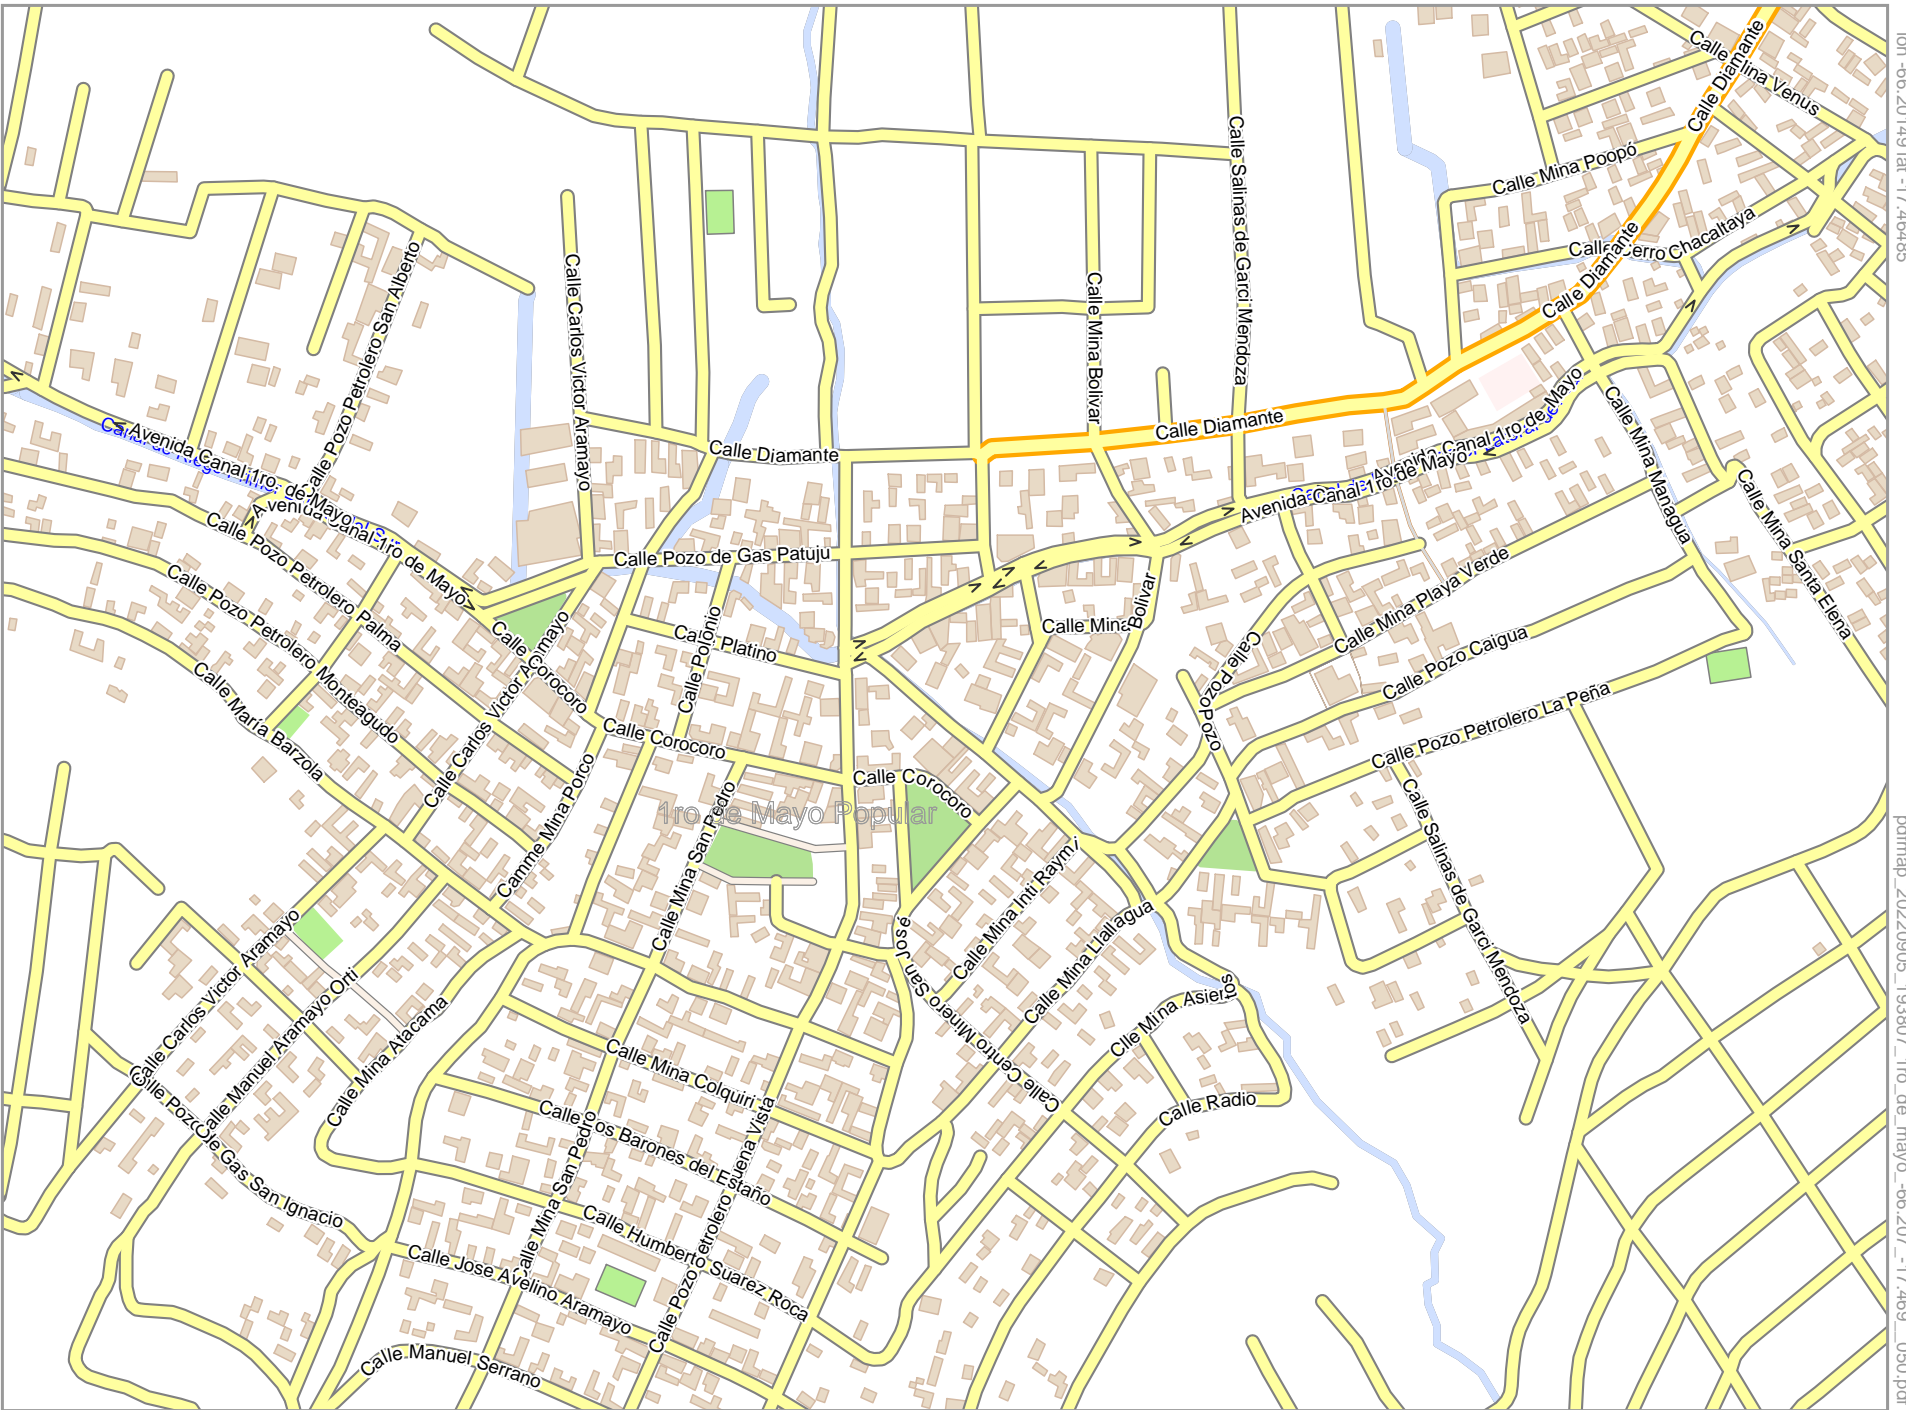 Calle Diamante
Calle Mina Venus
Calle Diamante
Calle Mina Poopó
Calle Cerro Chacaltaya
Calle Diamante
Calle Salinas de Garci Mendoza
Calle Mina Bolivar
Calle Carlos Victor Aramayo
Calle Pozo Petrolero San Alberto
Calle Diamante
Calle Diamante
Avenida Canal 1ro. de Mayo
Avenida Canal 1ro de Mayo
Avenida Canal 1ro de Mayo
Avenida Canal 1ro de Mayo
Calle Mina Managua
Calle Mina Santa Elena
Calle Pozo de Gas Patuju
Calle Pozo Petrolero Palma
Calle Pozo Petrolero Monteagudo
Calle María Barzola
Calle Corocoro
Calle Platino
Calle Polonio
Calle Mina Bolivar
Calle Mina Playa Verde
Calle Pozo
Pozo
Calle Pozo Caigua
Calle Pozo Petrolero La Peña
Calle Carlos Victor Aramayo
Calle Corocoro
Calle Corocoro
1ro de Mayo Popular
Camme Mina Porco
Calle Mina San Pedro
Calle Mina Inti Raymi
Calle Mina Llallagua
Calle Salinas de Garci Mendoza
Calle Centro Minero San José
Clle Mina Asientos
Calle Radio
Calle Carlos Victor Aramayo
Calle Manuel Aramayo Orti
Calle Mina Atacama
Calle Pozo de Gas San Ignacio
Calle Mina Colquiri
Calle Los Barones del Estaño
Calle Mina San Pedro
Calle Pozo Petrolero Buena Vista
Calle Humberto Suarez Roca
Calle Jose Avelino Aramayo
Calle Manuel Serrano